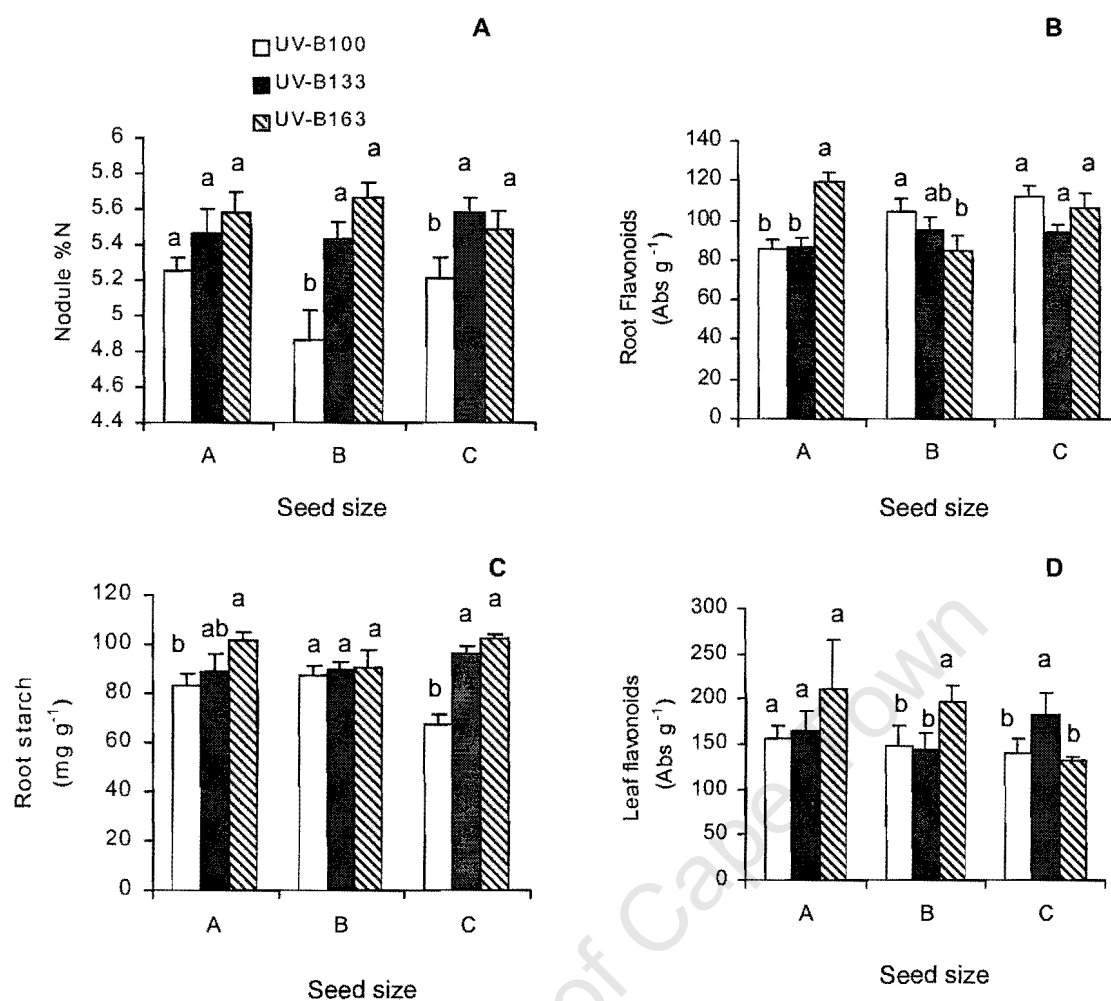 A
UV-B100
UV-B133
UV-B163
Nodule %N
6
5.8
5.6
5.4
5.2
5
4.8
4.6
4.4
a a a
b a a
b a a
A B C
Seed size
B
Root Flavonoids
(Abs g-1)
140
120
100
80
60
40
20
0
b b a
a ab b
a a a
A B C
Seed size
C
Root starch
(mg g-1)
120
100
80
60
40
20
0
b ab a
a a a
b a a
A B C
Seed size
D
Leaf flavonoids
(Abs g-1)
300
250
200
150
100
50
0
a a a
b b a
b a b
A B C
Seed size
of Cape Town